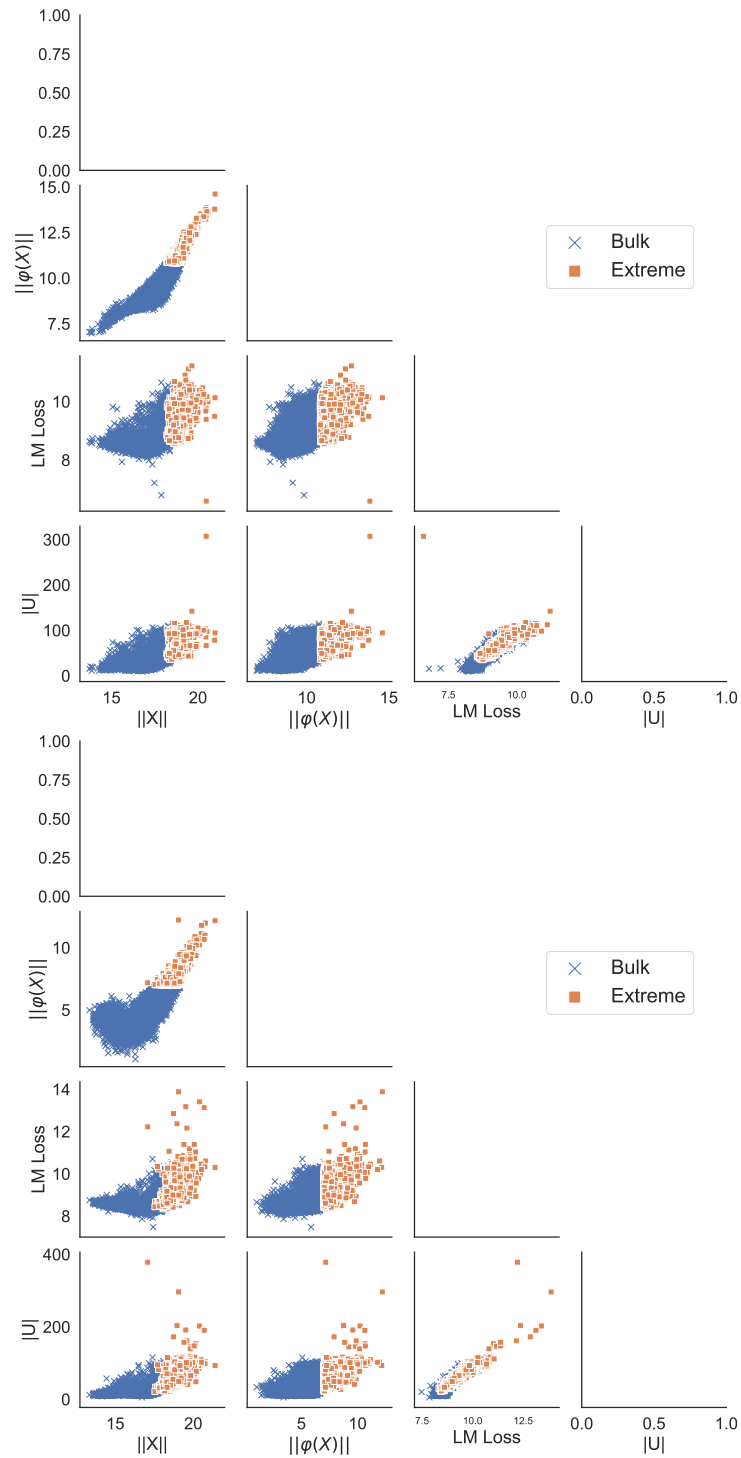 1.00
0.75
0.50
0.25
0.00
15.0
12.5
10.0
7.5
||φ(X)||
Bulk
Extreme
10
8
LM Loss
300
200
100
0
|U|
15 20
10 15
7.5 10.0
0.0 0.5 1.0
||X||
||φ(X)||
LM Loss
|U|
1.00
0.75
0.50
0.25
0.00
10
5
||φ(X)||
Bulk
Extreme
14
12
10
8
LM Loss
400
200
0
|U|
15 20
5 10
7.5 10.0 12.5
0.0 0.5 1.0
||X||
||φ(X)||
LM Loss
|U|